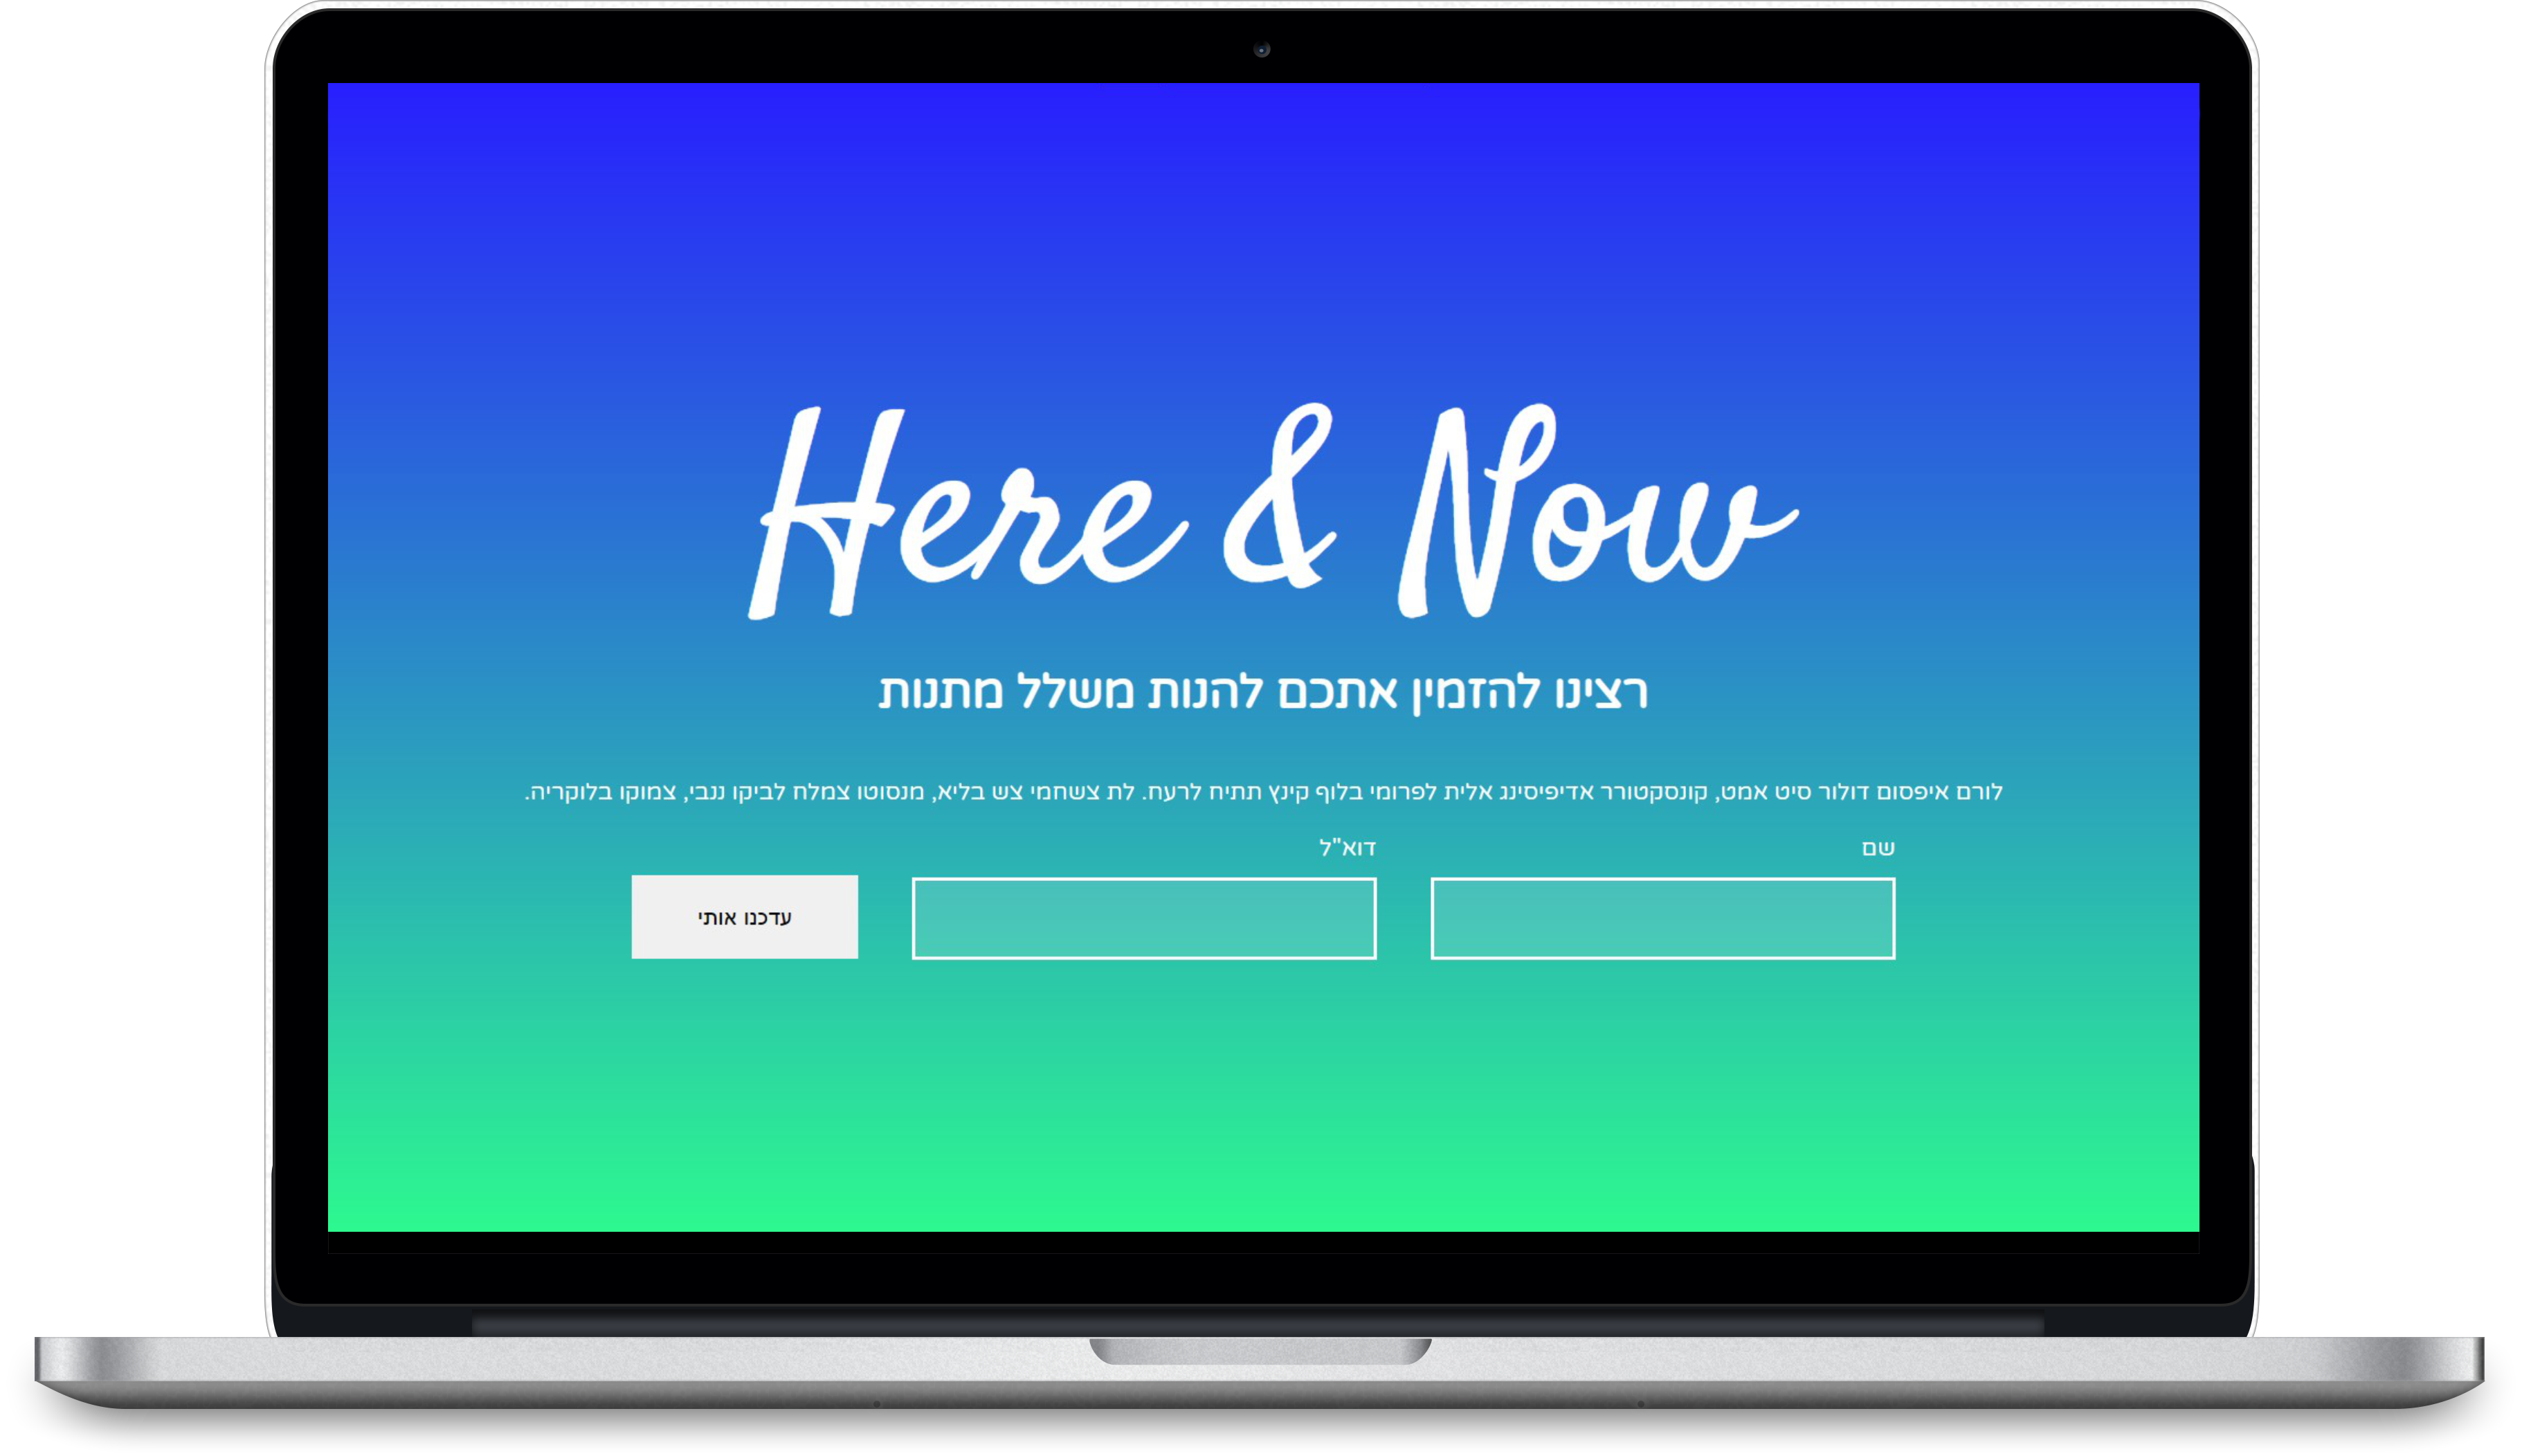 Here & Now
רצינו להזמין אתכם להנות משלל מתנות
לורם איפסום דולור סיט אמט, קונסקטורר אדיפיסינג אלית לפרומי בלוף קינץ תתיח לרעח. לת צשחמי צש בליא, מנסוטו צמלח לביקו ננבי, צמוקו בלוקריה.
שם
דוא"ל
עדכנו אותי